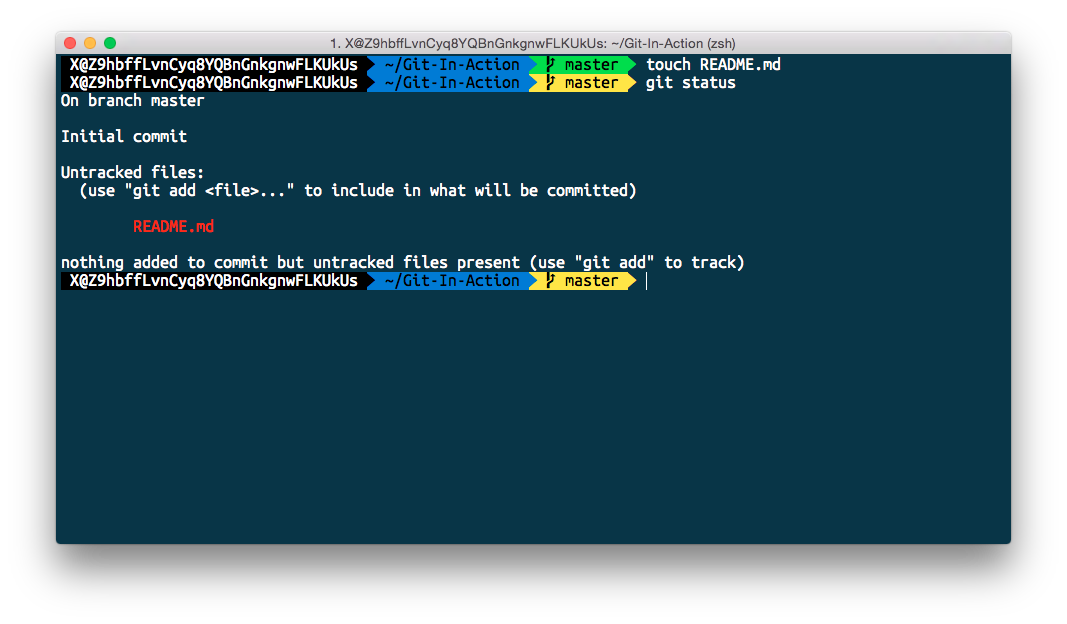 1. X@Z9hbffLvnCyq8YQBnGnkgnwFLKUkUs: ~/Git-In-Action (zsh)
X@Z9hbffLvnCyq8YQBnGnkgnwFLKUkUs ~/Git-In-Action master touch README.md
X@Z9hbffLvnCyq8YQBnGnkgnwFLKUkUs ~/Git-In-Action master git status
On branch master
Initial commit
Untracked files:
(use "git add <file>..." to include in what will be committed)
README.md
nothing added to commit but untracked files present (use "git add" to track)
X@Z9hbffLvnCyq8YQBnGnkgnwFLKUkUs ~/Git-In-Action master